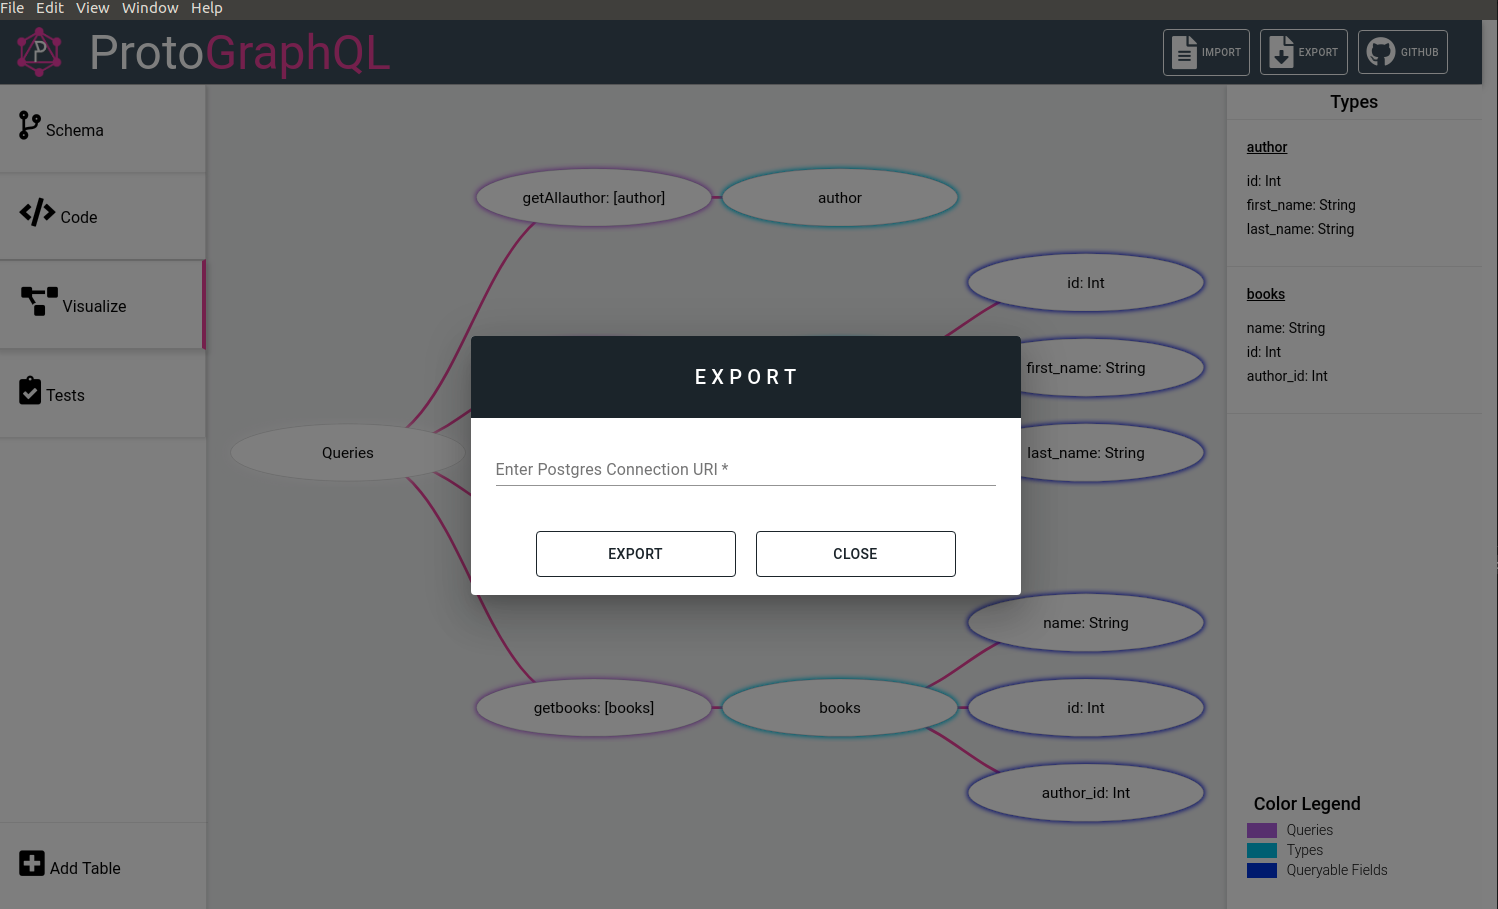 File Edit View Window Help
ProtoGraphQL
IMPORT
EXPORT
GITHUB
Schema
Code
Visualize
Tests
Add Table
Queries
getAllauthor: [author]
author
id: Int
first_name: String
last_name: String
getbooks: [books]
books
name: String
id: Int
author_id: Int
EXPORT
Enter Postgres Connection URI *
EXPORT
CLOSE
Types
author
id: Int
first_name: String
last_name: String
books
name: String
id: Int
author_id: Int
Color Legend
Queries
Types
Queryable Fields